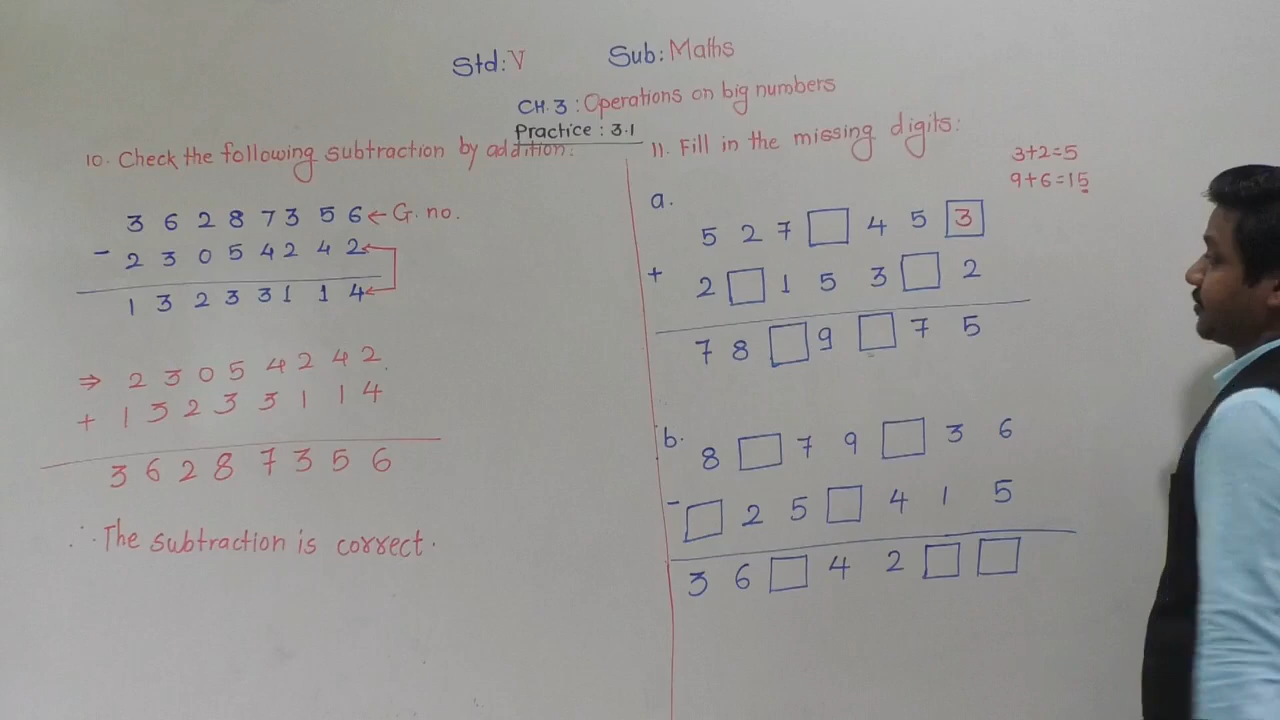 Std: V Sub: Maths
CH. 3 : Operations on big numbers
Practice : 3.1
10. Check the following subtraction by addition:
3 6 2 8 7 3 5 6 ← G. no.
- 2 3 0 5 4 2 4 2
1 3 2 3 3 1 1 4
⇒ 2 3 0 5 4 2 4 2
+ 1 3 2 3 3 1 1 4
3 6 2 8 7 3 5 6
∴ The subtraction is correct.
11. Fill in the missing digits:
3+2=5
9+6=15
a.
5 2 7 □ 4 5 3
+ 2 □ 1 5 3 □ 2
7 8 □ 9 □ 7 5
b.
8 □ 7 9 □ 3 6
- □ 2 5 □ 4 1 5
3 6 □ 4 2 □ □